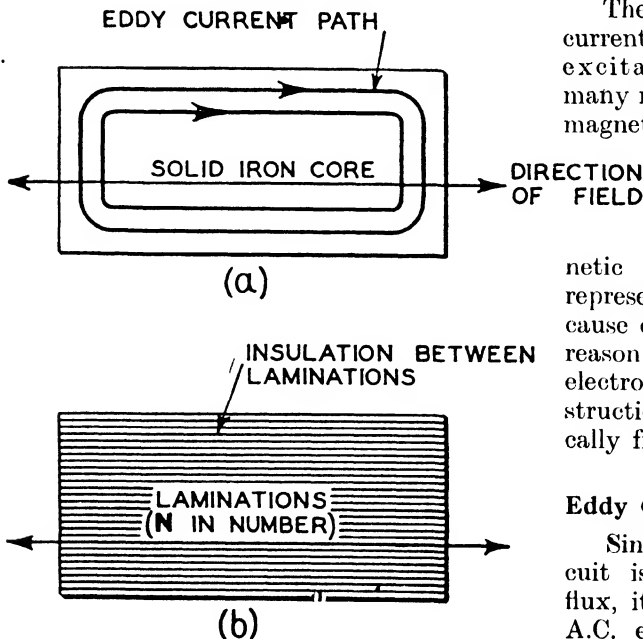 EDDY CURRENT PATH
SOLID IRON CORE
DIRECTION
OF FIELD
(a)
INSULATION BETWEEN
LAMINATIONS
LAMINATIONS
(N IN NUMBER)
(b)
The
current
excita
many
magnet
netic
represe
cause
reason
electro
structi
cally
Eddy
Sin
cuit is
flux, it
A.C.